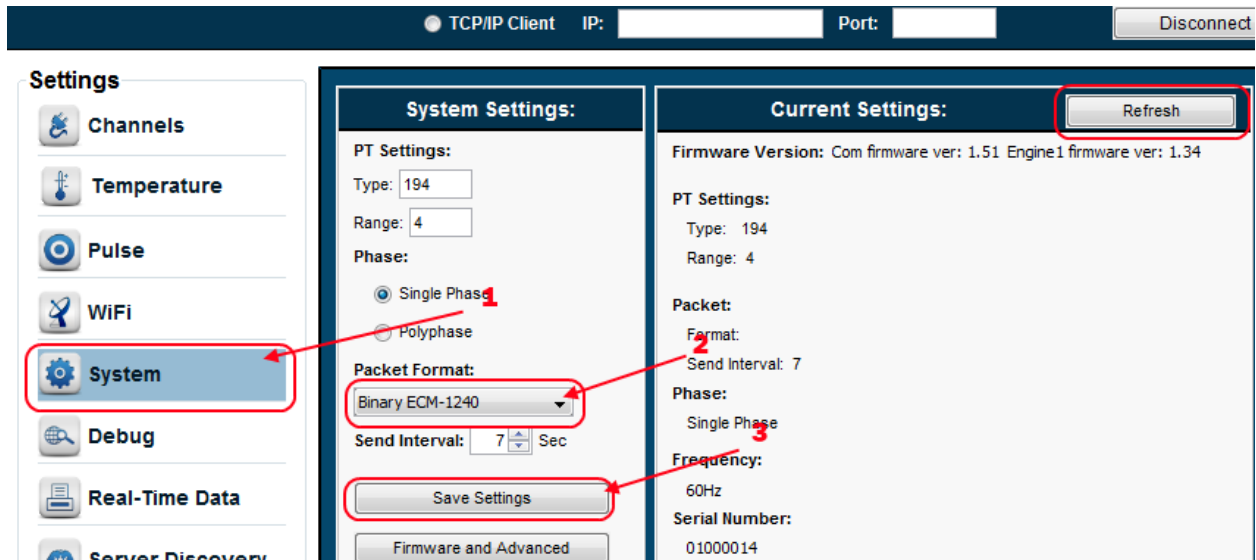 TCP/IP Client IP: Port: Disconnect
Settings
Channels
Temperature
Pulse
WiFi
System
Debug
Real-Time Data
Server Discovery
System Settings:
PT Settings:
Type: 194
Range: 4
Phase:
Single Phase
1
Polyphase
Packet Format:
Binary ECM-1240
Send Interval: 7 Sec
Save Settings
Firmware and Advanced
Current Settings:
Refresh
Firmware Version: Com firmware ver: 1.51 Engine1 firmware ver: 1.34
PT Settings:
Type: 194
Range: 4
Packet:
Format:
2
Send Interval: 7
Phase:
Single Phase
3
Frequency:
60Hz
Serial Number:
01000014